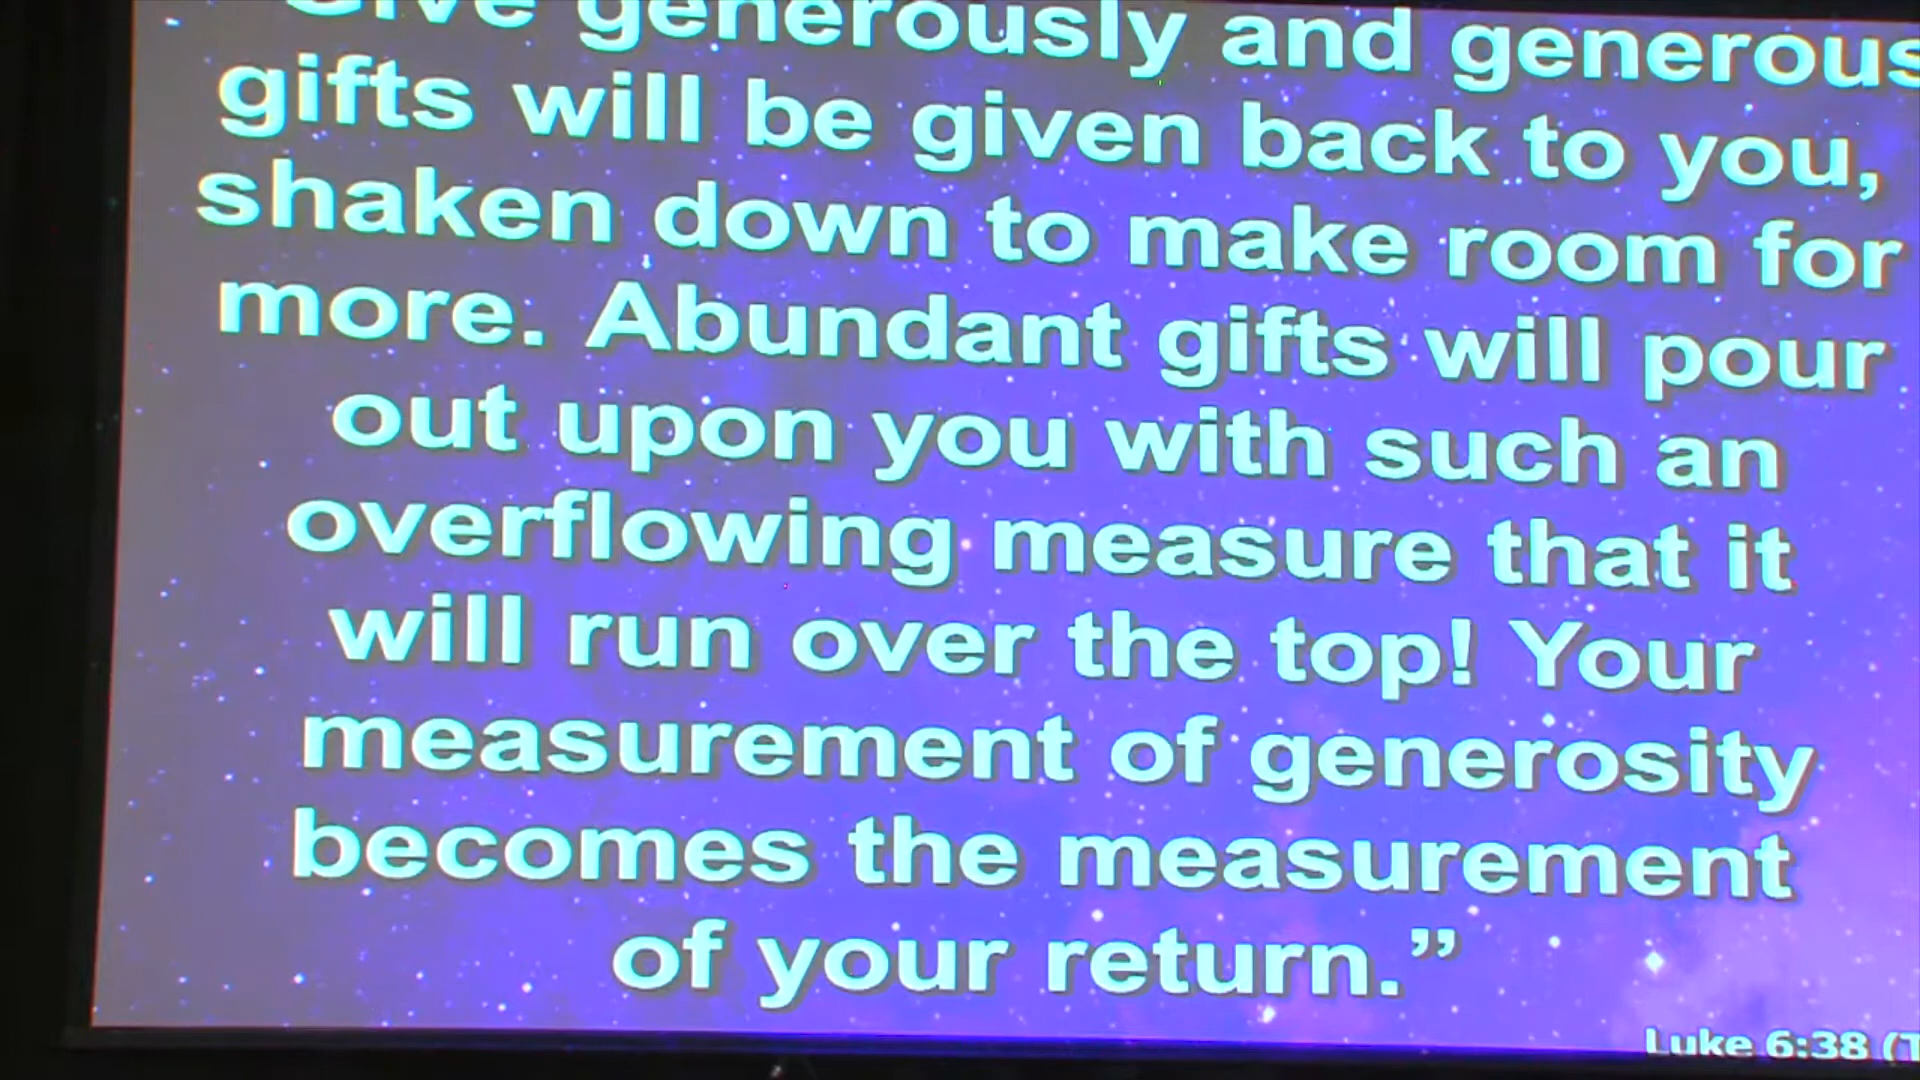 Give generously and generous
gifts will be given back to you,
shaken down to make room for
more. Abundant gifts will pour
out upon you with such an
overflowing measure that it
will run over the top! Your
measurement of generosity
becomes the measurement
of your return.”
Luke 6:38 (T